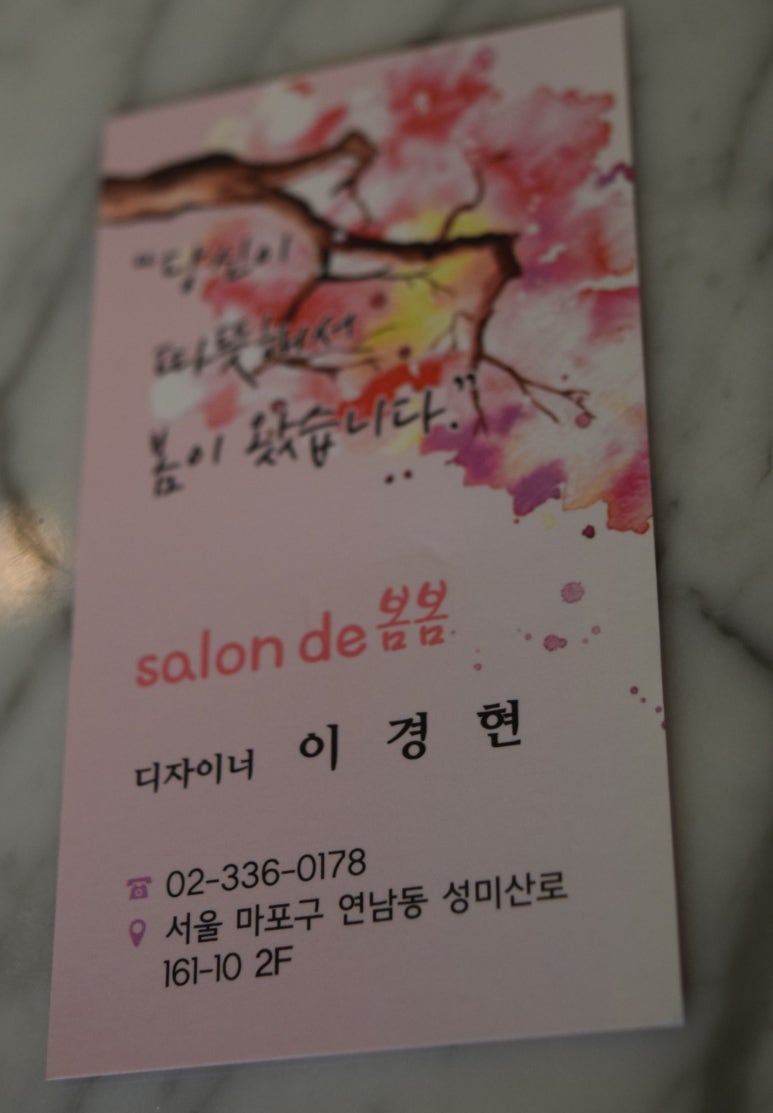 "당신이
따뜻해서
봄이 왔습니다."
salon de 봄봄
디자이너 이 경 현
02-336-0178
서울 마포구 연남동 성미산로
161-10 2F